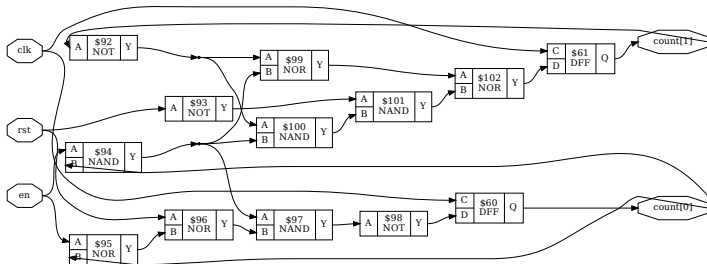 clk
rst
en
A $92 NOT Y
A $93 NOT Y
A B $94 NAND Y
A B $95 NOR Y
A B $96 NOR Y
A B $99 NOR Y
A B $100 NAND Y
A B $97 NAND Y
A B $101 NAND Y
A $98 NOT Y
A B $102 NOR Y
C D $60 DFF Q
C D $61 DFF Q
count[1]
count[0]